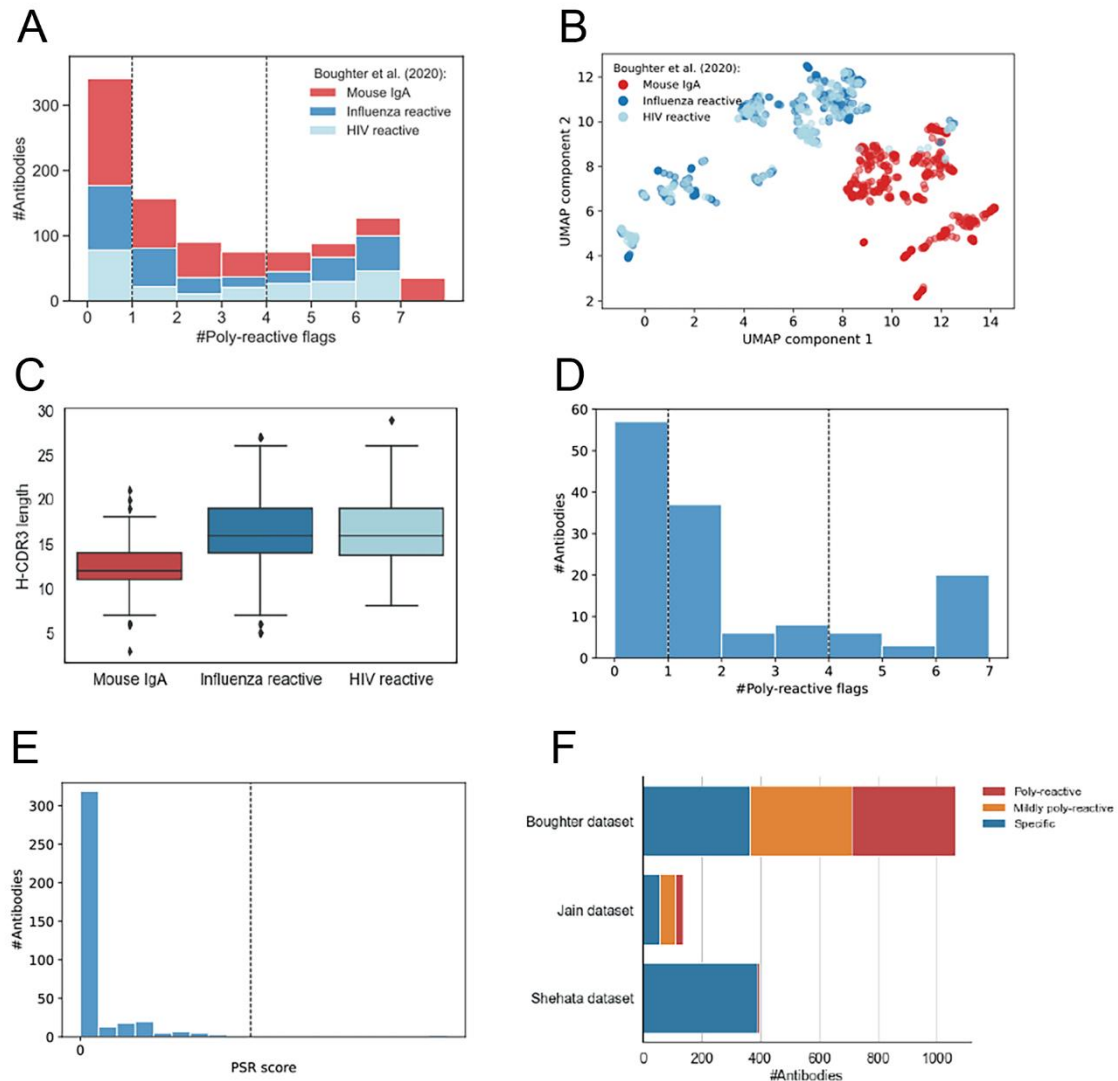 A
B
Boughter et al. (2020):
Mouse IgA
Influenza reactive
HIV reactive
#Antibodies
300
200
100
0
0 1 2 3 4 5 6 7
#Poly-reactive flags
Boughter et al. (2020):
Mouse IgA
Influenza reactive
HIV reactive
UMAP component 2
12
10
8
6
4
2
0 2 4 6 8 10 12 14
UMAP component 1
C
D
H-CDR3 length
30
25
20
15
10
5
Mouse IgA Influenza reactive HIV reactive
#Antibodies
60
50
40
30
20
10
0
0 1 2 3 4 5 6 7
#Poly-reactive flags
E
F
#Antibodies
300
250
200
150
100
50
0
0
PSR score
Poly-reactive
Mildly poly-reactive
Specific
Boughter dataset
Jain dataset
Shehata dataset
0 200 400 600 800 1000
#Antibodies